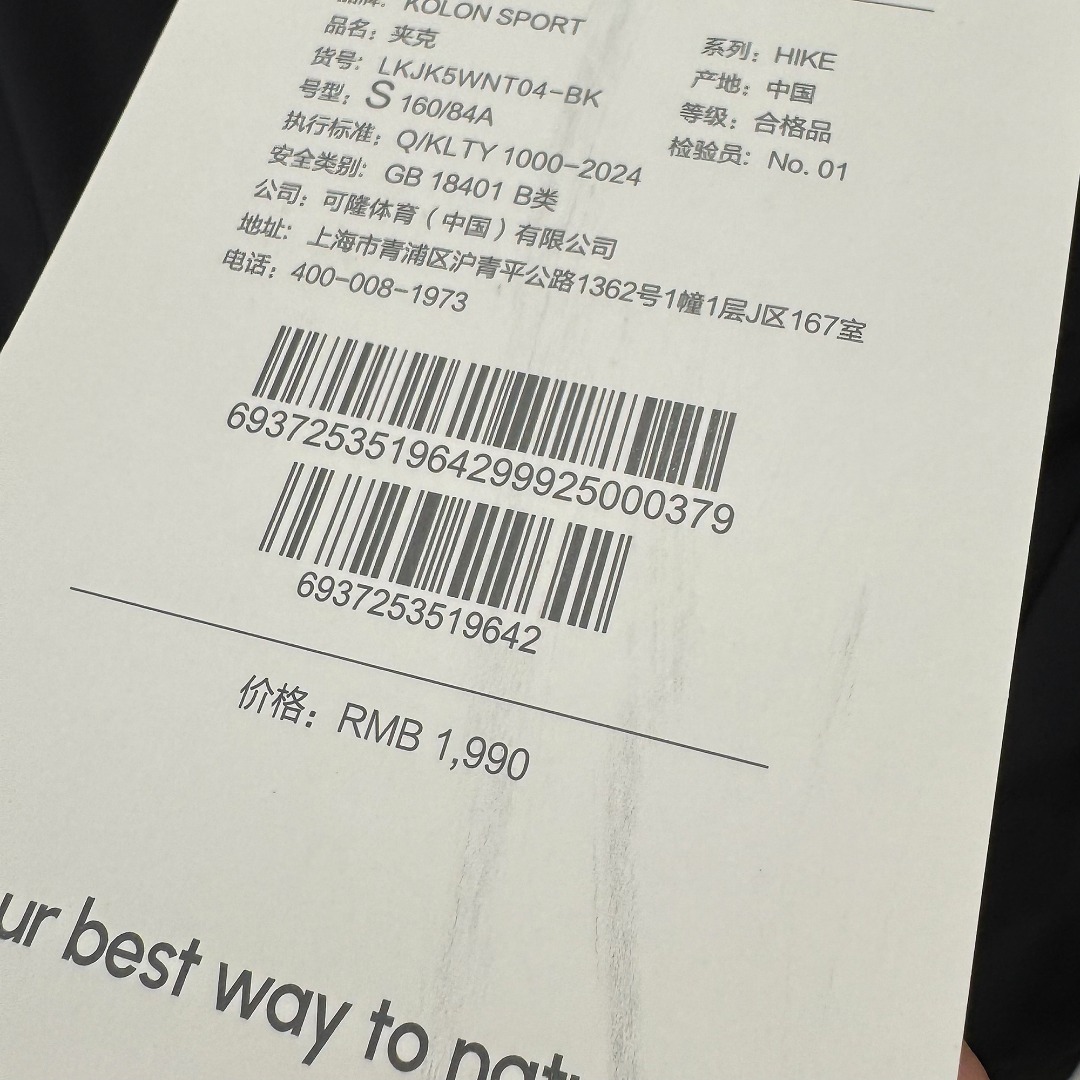 品牌: KOLON SPORT
品名: 夹克
货号: LKJK5WNT04-BK
号型: S 160/84A
执行标准: Q/KLTY 1000-2024
安全类别: GB 18401 B类
公司: 可隆体育（中国）有限公司
地址: 上海市青浦区沪青平公路1362号1幢1层J区167室
电话: 400-008-1973
系列: HIKE
产地: 中国
等级: 合格品
检验员: No. 01
693725351964299925000379
6937253519642
价格: RMB 1,990
ur best way to natu